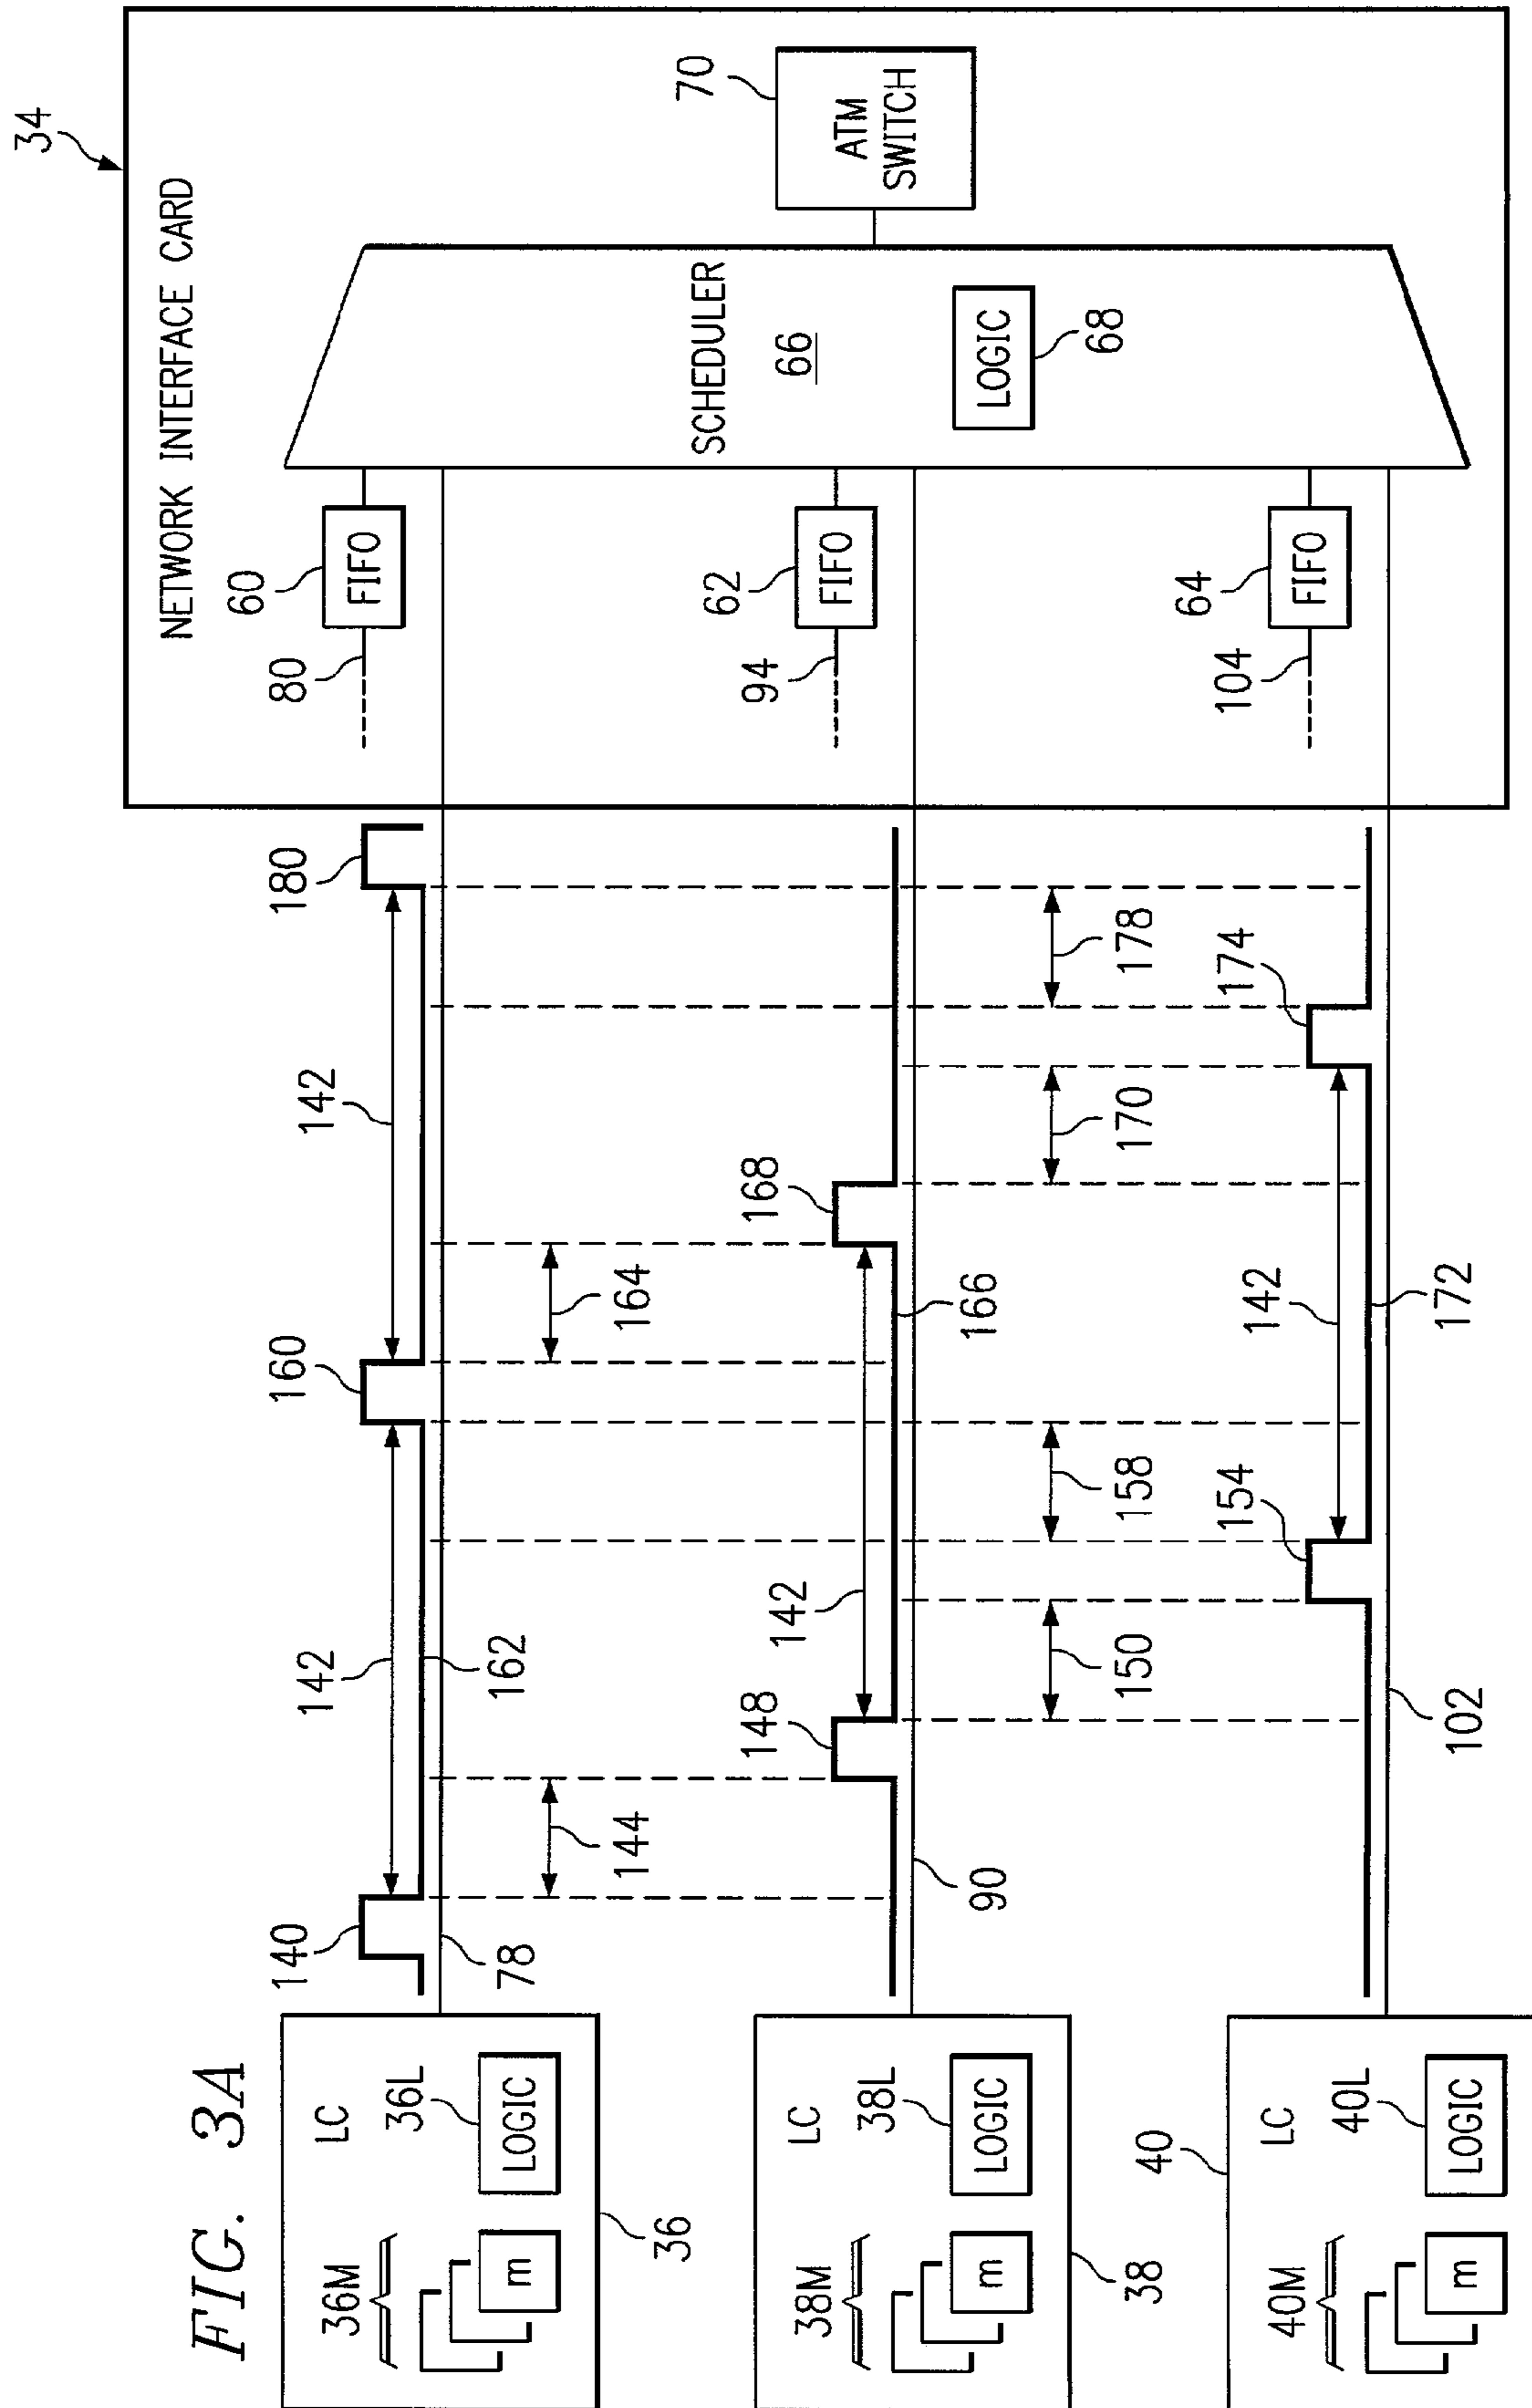 FIG. 3A
34
NETWORK INTERFACE CARD
36M
LC
36L
LOGIC
m
36
140
142
160
142
180
78
162
144
164
80
60
FIFO
SCHEDULER
66
LOGIC
68
70
ATM
SWITCH
38M
LC
38L
LOGIC
m
38
148
142
168
90
166
150
158
170
178
94
62
FIFO
40
40M
LC
40L
LOGIC
m
154
142
174
102
172
104
64
FIFO